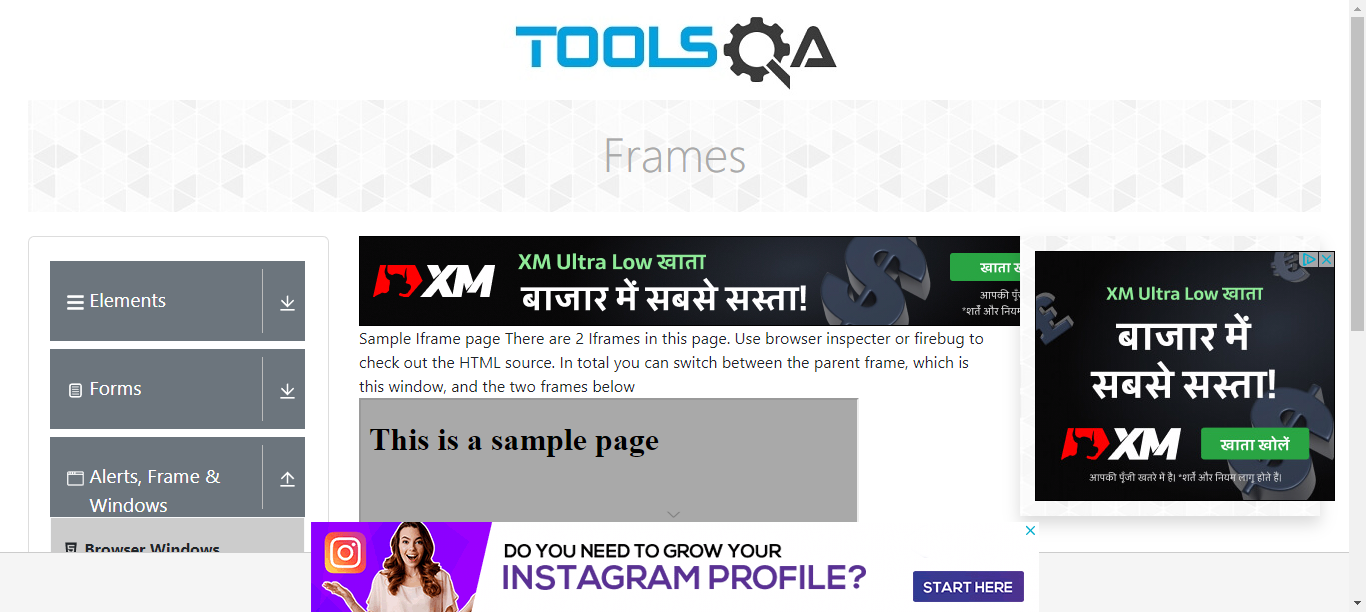 TOOLSQA
Frames
Elements
Forms
Alerts, Frame &
Windows
Browser Windows
XM
XM Ultra Low खाता
बाजार में सबसे सस्ता!
खाता
आपकी
*शर्तें और नियम
Sample Iframe page There are 2 Iframes in this page. Use browser inspecter or firebug to
check out the HTML source. In total you can switch between the parent frame, which is
this window, and the two frames below
This is a sample page
XM Ultra Low खाता
बाजार में
सबसे सस्ता!
XM
खाता खोलें
आपकी पूँजी खतरे में है। *शर्तें और नियम लागू होते हैं।
DO YOU NEED TO GROW YOUR
INSTAGRAM PROFILE?
START HERE